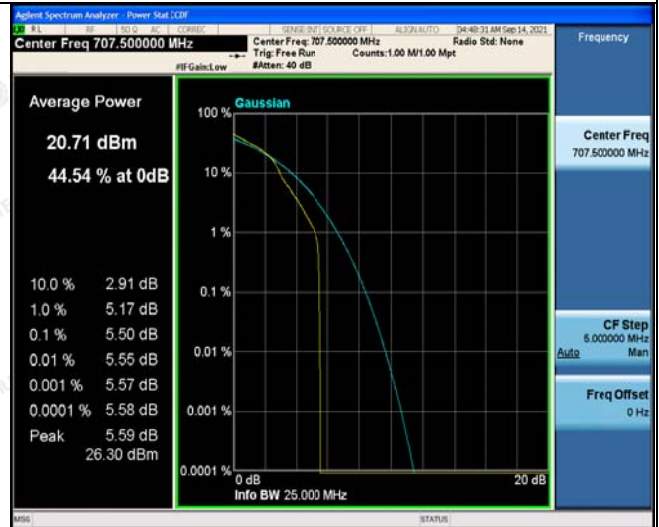 Agilent Spectrum Analyzer - Power Stat CCDF
RL RF 50 Ω AC CORREC SENSE:INT SOURCE OFF ALIGNAUTO 04:48:31 AM Sep 14, 2021
Center Freq 707.500000 MHz
Center Freq: 707.500000 MHz Radio Std: None
Trig: Free Run Counts:1.00 M/1.00 Mpt
#IFGain:Low #Atten: 40 dB
Frequency
Average Power
20.71 dBm
44.54 % at 0dB
10.0 % 2.91 dB
1.0 % 5.17 dB
0.1 % 5.50 dB
0.01 % 5.55 dB
0.001 % 5.57 dB
0.0001 % 5.58 dB
Peak 5.59 dB
26.30 dBm
Gaussian
100 %
10 %
1 %
0.1 %
0.01 %
0.001 %
0.0001 %
0 dB 20 dB
Info BW 25.000 MHz
Center Freq
707.500000 MHz
CF Step
5.000000 MHz
Auto Man
Freq Offset
0 Hz
MSG STATUS